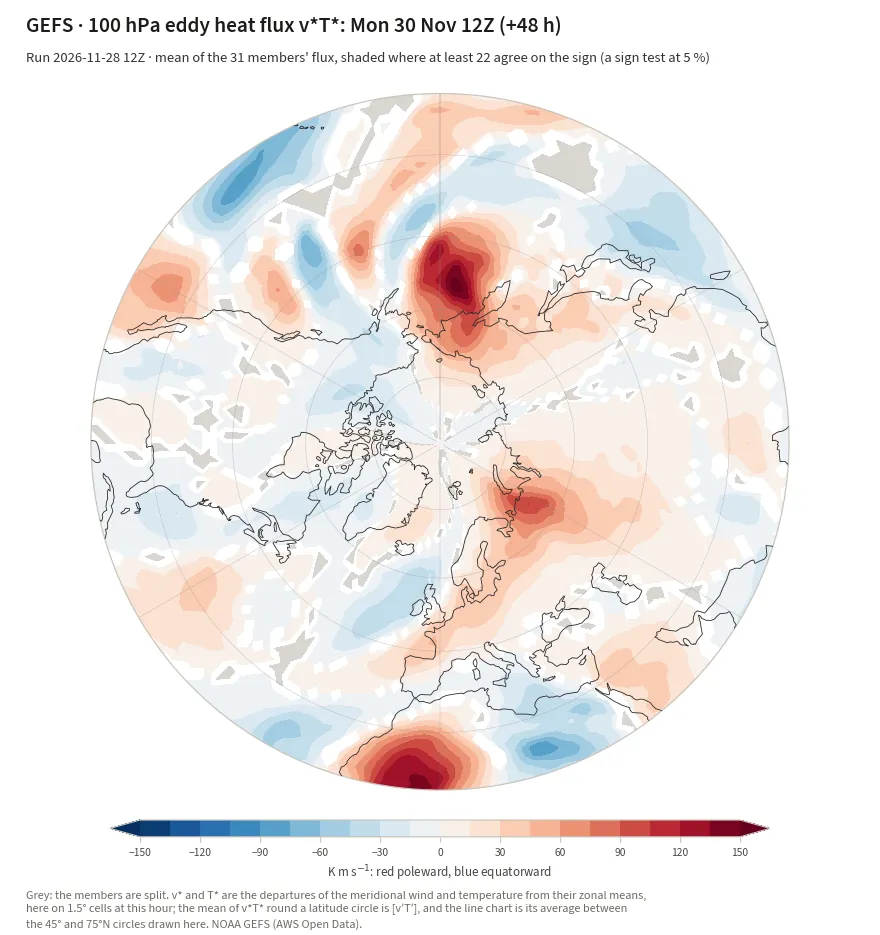 GEFS · 100 hPa eddy heat flux v*T*: Mon 30 Nov 12Z (+48 h)
Run 2026-11-28 12Z · mean of the 31 members' flux, shaded where at least 22 agree on the sign (a sign test at 5 %)
−150 −120 −90 −60 −30 0 30 60 90 120 150
K m s⁻¹: red poleward, blue equatorward
Grey: the members are split. v* and T* are the departures of the meridional wind and temperature from their zonal means,
here on 1.5° cells at this hour; the mean of v*T* round a latitude circle is [v'T'], and the line chart is its average between
the 45° and 75°N circles drawn here. NOAA GEFS (AWS Open Data).